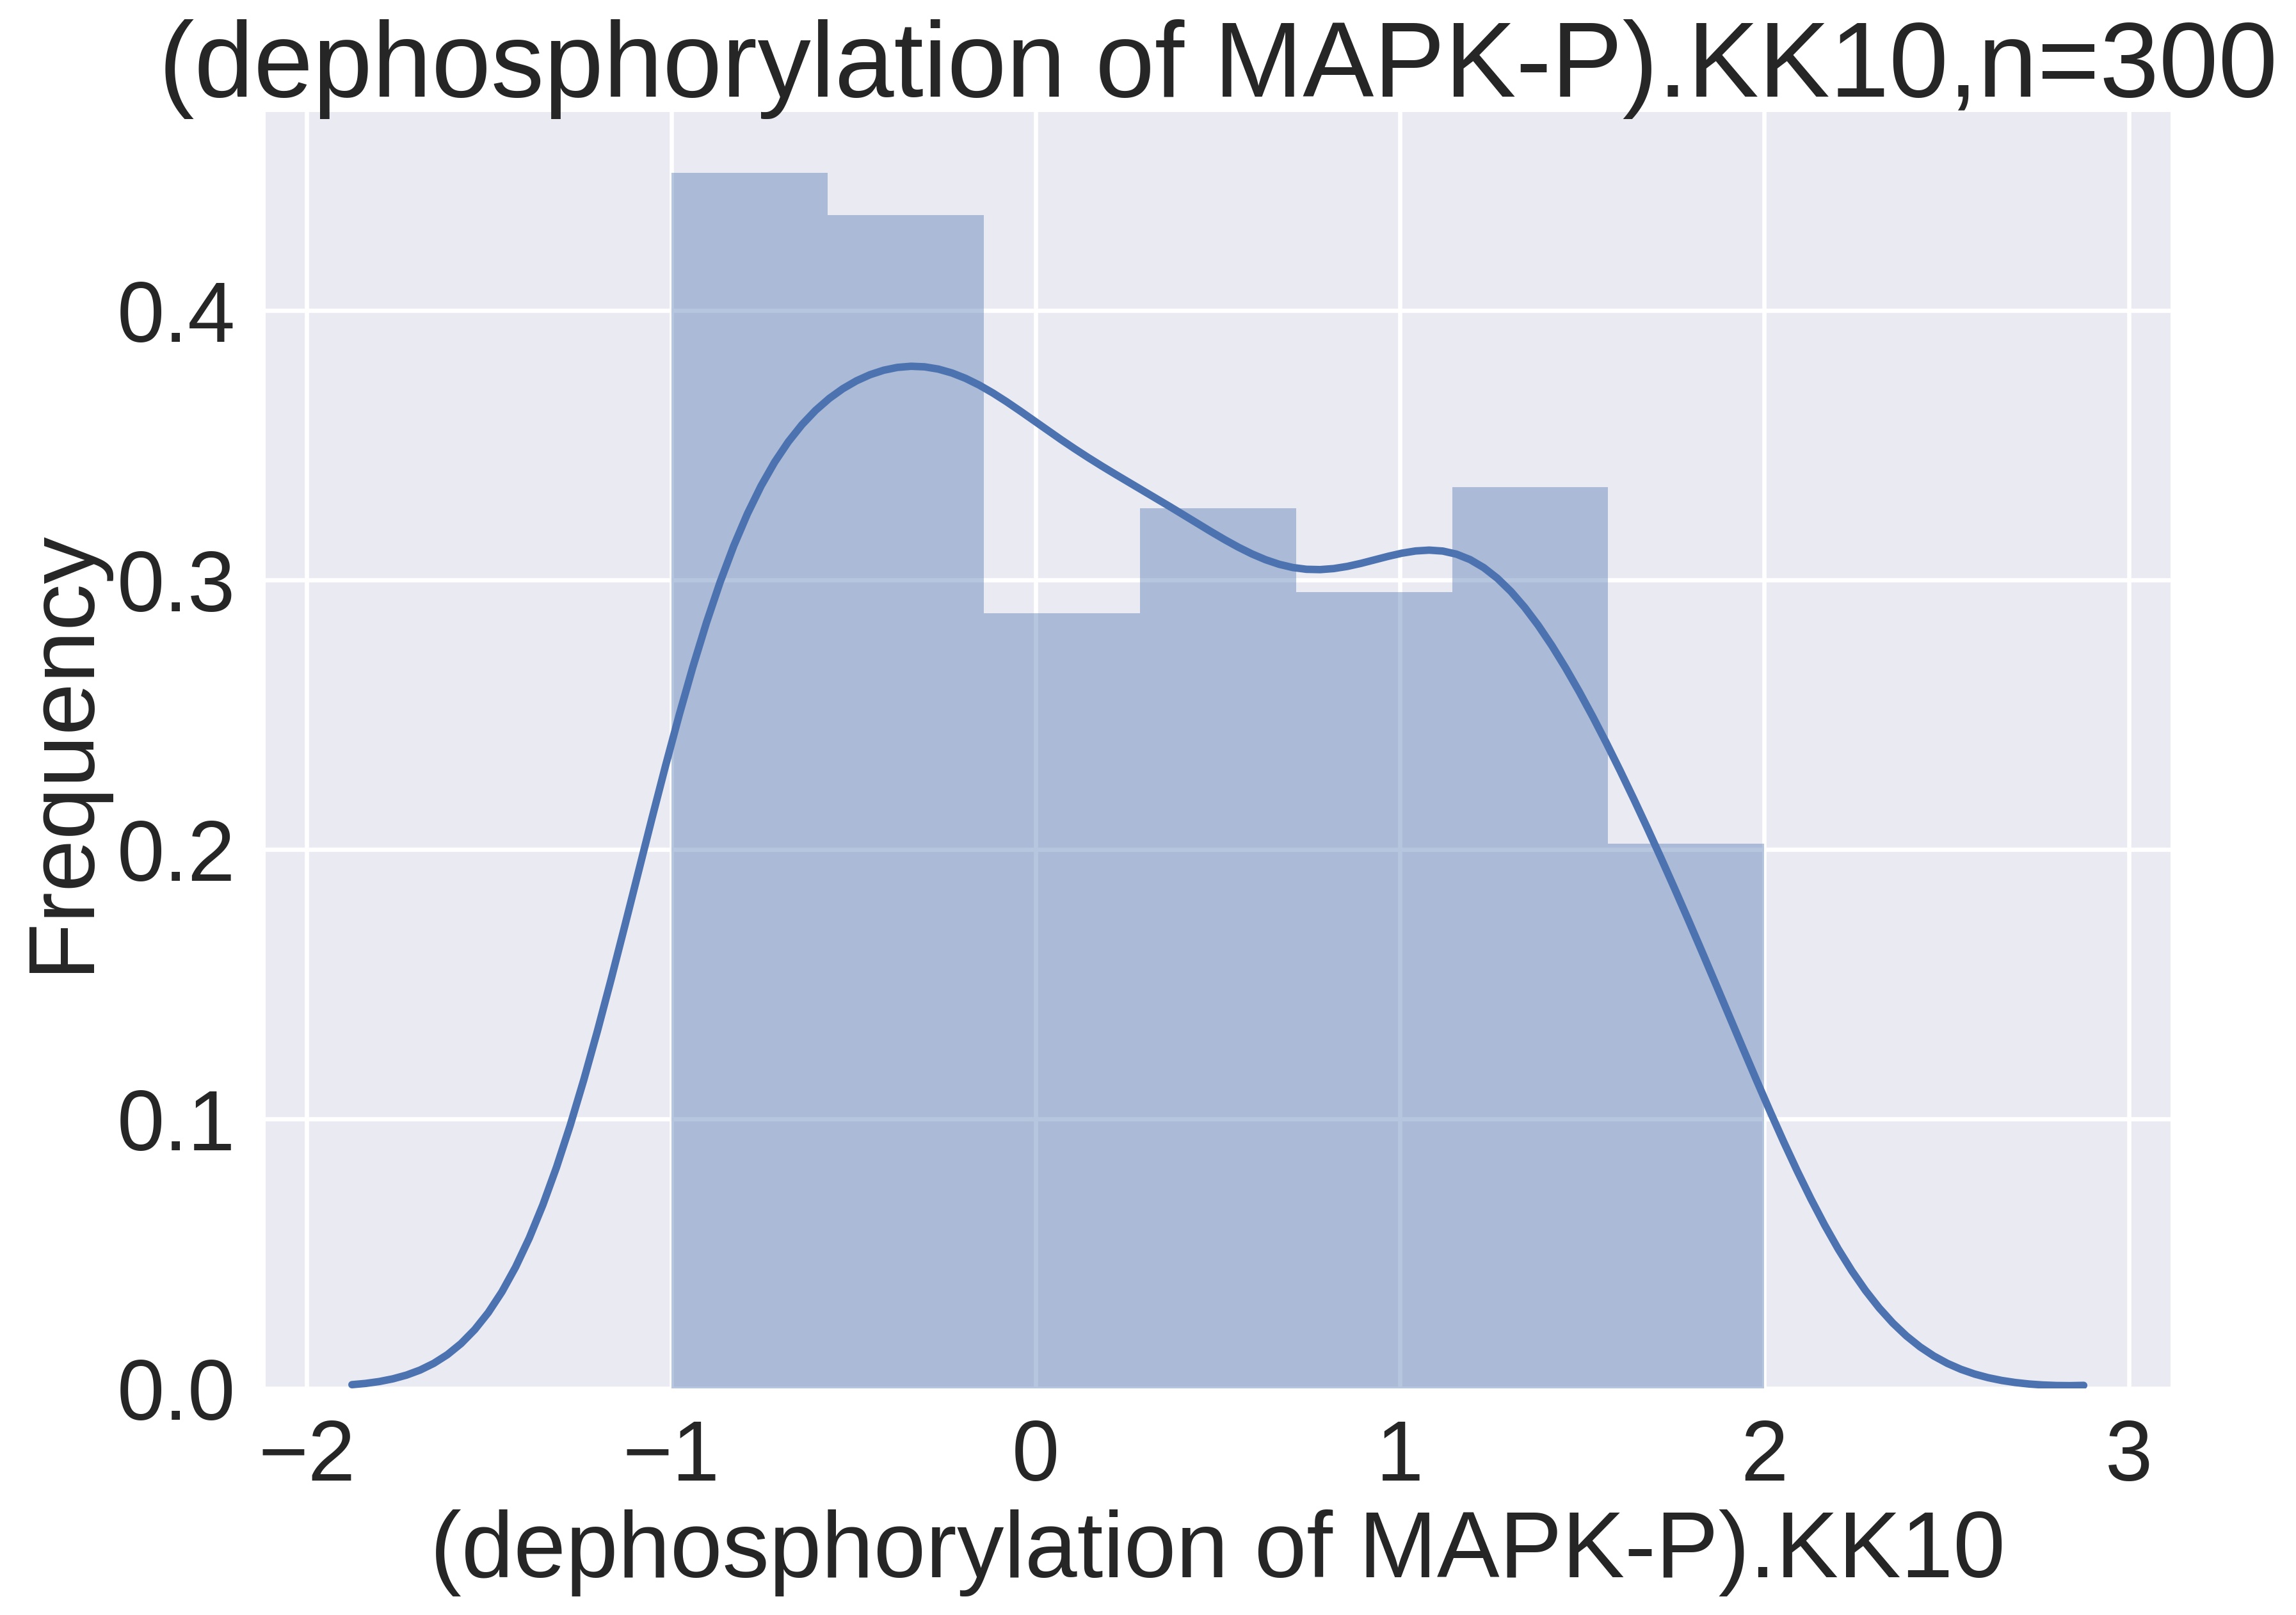 (dephosphorylation of MAPK-P).KK10,n=300
Frequency
0.4
0.3
0.2
0.1
0.0
−2 −1 0 1 2 3
(dephosphorylation of MAPK-P).KK10